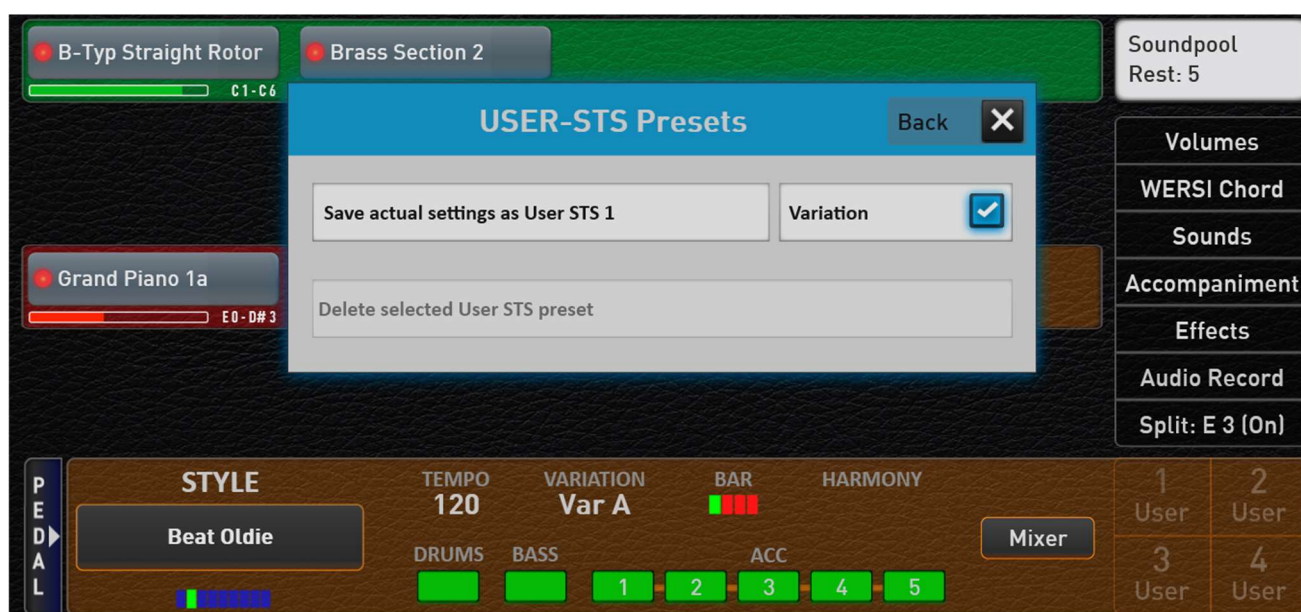 B-Typ Straight Rotor
Brass Section 2
C1-C6
Soundpool
Rest: 5
USER-STS Presets
Back
Save actual settings as User STS 1
Variation
Delete selected User STS preset
Grand Piano 1a
E0-D#3
Volumes
WERSI Chord
Sounds
Accompaniment
Effects
Audio Record
Split: E 3 (On)
PEDAL
STYLE
Beat Oldie
TEMPO
120
VARIATION
Var A
BAR
HARMONY
DRUMS
BASS
ACC
1 2 3 4 5
Mixer
1
User
2
User
3
User
4
User